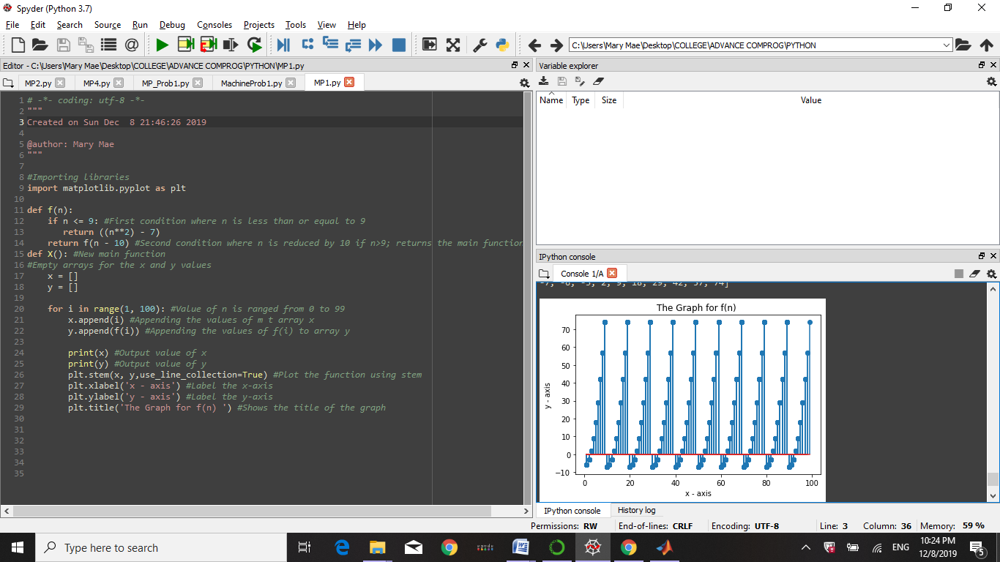 Spyder (Python 3.7)
File Edit Search Source Run Debug Consoles Projects Tools View Help
C:\Users\Mary Mae\Desktop\COLLEGE\ADVANCE COMPROG\PYTHON
Editor - C:\Users\Mary Mae\Desktop\COLLEGE\ADVANCE COMPROG\PYTHON\MP1.py
MP2.py MP4.py MP_Prob1.py MachineProb1.py MP1.py
1 # -*- coding: utf-8 -*-
2 """
3 Created on Sun Dec  8 21:46:26 2019
4
5 @author: Mary Mae
6 """
7
8 #Importing libraries
9 import matplotlib.pyplot as plt
10
11 def f(n):
12     if n <= 9: #First condition where n is less than or equal to 9
13        return ((n**2) - 7)
14     return f(n - 10) #Second condition where n is reduced by 10 if n>9; returns the main function
15 def X(): #New main function
16 #Empty arrays for the x and y values
17     x = []
18     y = []
19
20     for i in range(1, 100): #Value of n is ranged from 0 to 99
21         x.append(i) #Appending the values of m t array x
22         y.append(f(i)) #Appending the values of f(i) to array y
23
24         print(x) #Output value of x
25         print(y) #Output value of y
26         plt.stem(x, y,use_line_collection=True) #Plot the function using stem
27         plt.xlabel('x - axis') #Label the x-axis
28         plt.ylabel('y - axis') #Label the y-axis
29         plt.title('The Graph for f(n) ') #Shows the title of the graph
30
31
32
33
34
35
Variable explorer
Name Type Size Value
IPython console
Console 1/A
-7, -6, -3, 2, 9, 18, 29, 42, 57, 74]
The Graph for f(n)
70
60
50
40
30
20
10
0
−10
y - axis
0 20 40 60 80 100
x - axis
IPython console History log
Permissions: RW End-of-lines: CRLF Encoding: UTF-8 Line: 3 Column: 36 Memory: 59 %
Type here to search
ENG
10:24 PM
12/8/2019
5